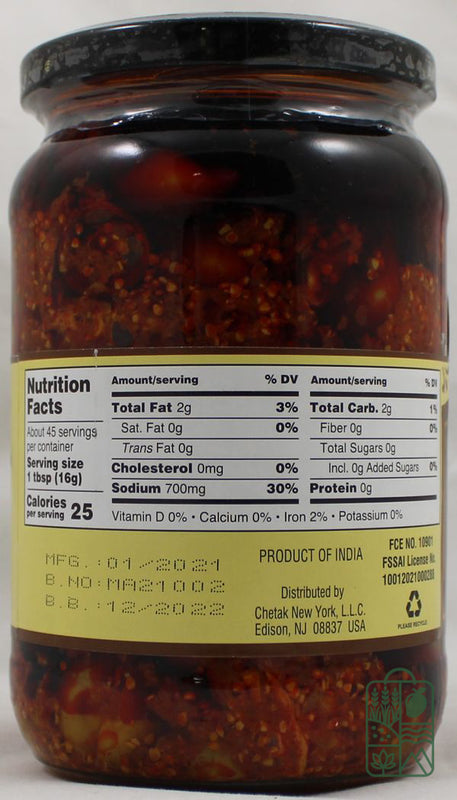 Nutrition
Facts
About 45 servings
per container
Serving size
1 tbsp (16g)
Calories
per serving 25
Amount/serving % DV
Total Fat 2g 3%
Sat. Fat 0g 0%
Trans Fat 0g
Cholesterol 0mg 0%
Sodium 700mg 30%
Amount/serving % DV
Total Carb. 2g 1%
Fiber 0g 0%
Total Sugars 0g
Incl. 0g Added Sugars 0%
Protein 0g
Vitamin D 0% • Calcium 0% • Iron 2% • Potassium 0%
MFG.:01/2021
B.NO:MA21002
B.B.:12/2022
PRODUCT OF INDIA
Distributed by
Chetak New York, L.L.C.
Edison, NJ 08837 USA
FCE NO. 10901
FSSAI License No.
PLEASE RECYCLE